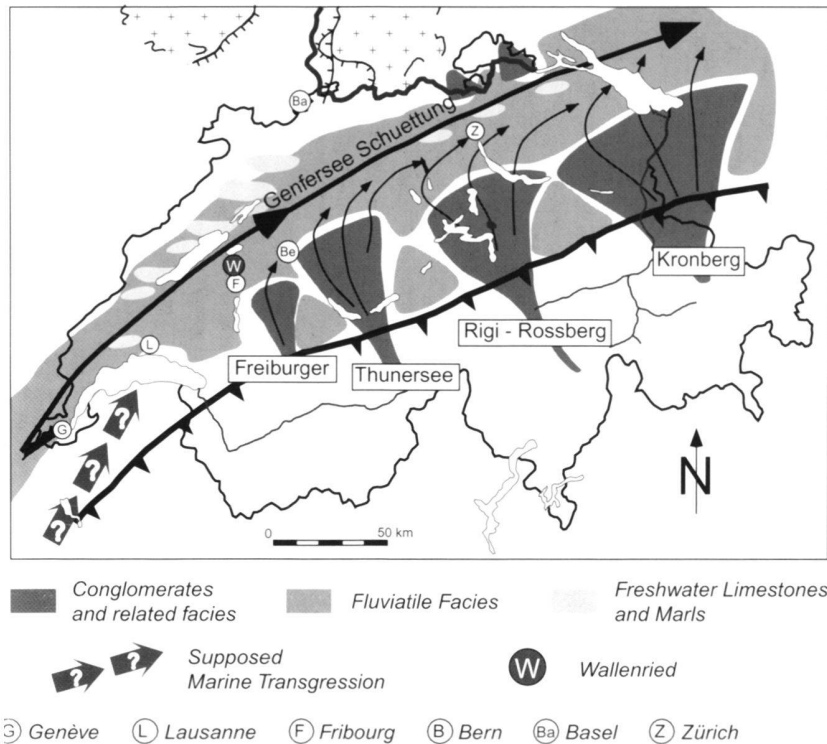 Ba
Genfersee Schuettung
Z
Be
W
F
L
G
Kronberg
Rigi - Rossberg
Freiburger
Thunersee
? ? ?
N
0 50 km
Conglomerates
and related facies
Fluviatile Facies
Freshwater Limestones
and Marls
? ?
Supposed
Marine Transgression
W Wallenried
G Genève L Lausanne F Fribourg B Bern Ba Basel Z Zürich